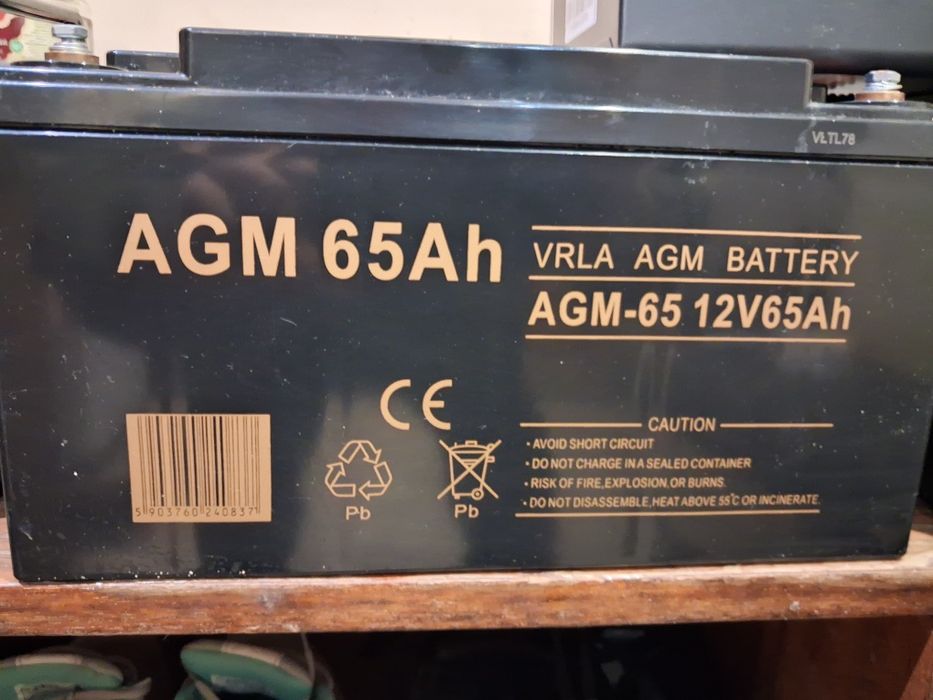 VŁTL78
AGM 65Ah
VRLA AGM BATTERY
AGM-65 12V65Ah
CE
CAUTION
· AVOID SHORT CIRCUIT
· DO NOT CHARGE IN A SEALED CONTAINER
· RISK OF FIRE,EXPLOSION,OR BURNS.
· DO NOT DISASSEMBLE,HEAT ABOVE 55℃ OR INCINERATE.
5 903760 240837
Pb
Pb